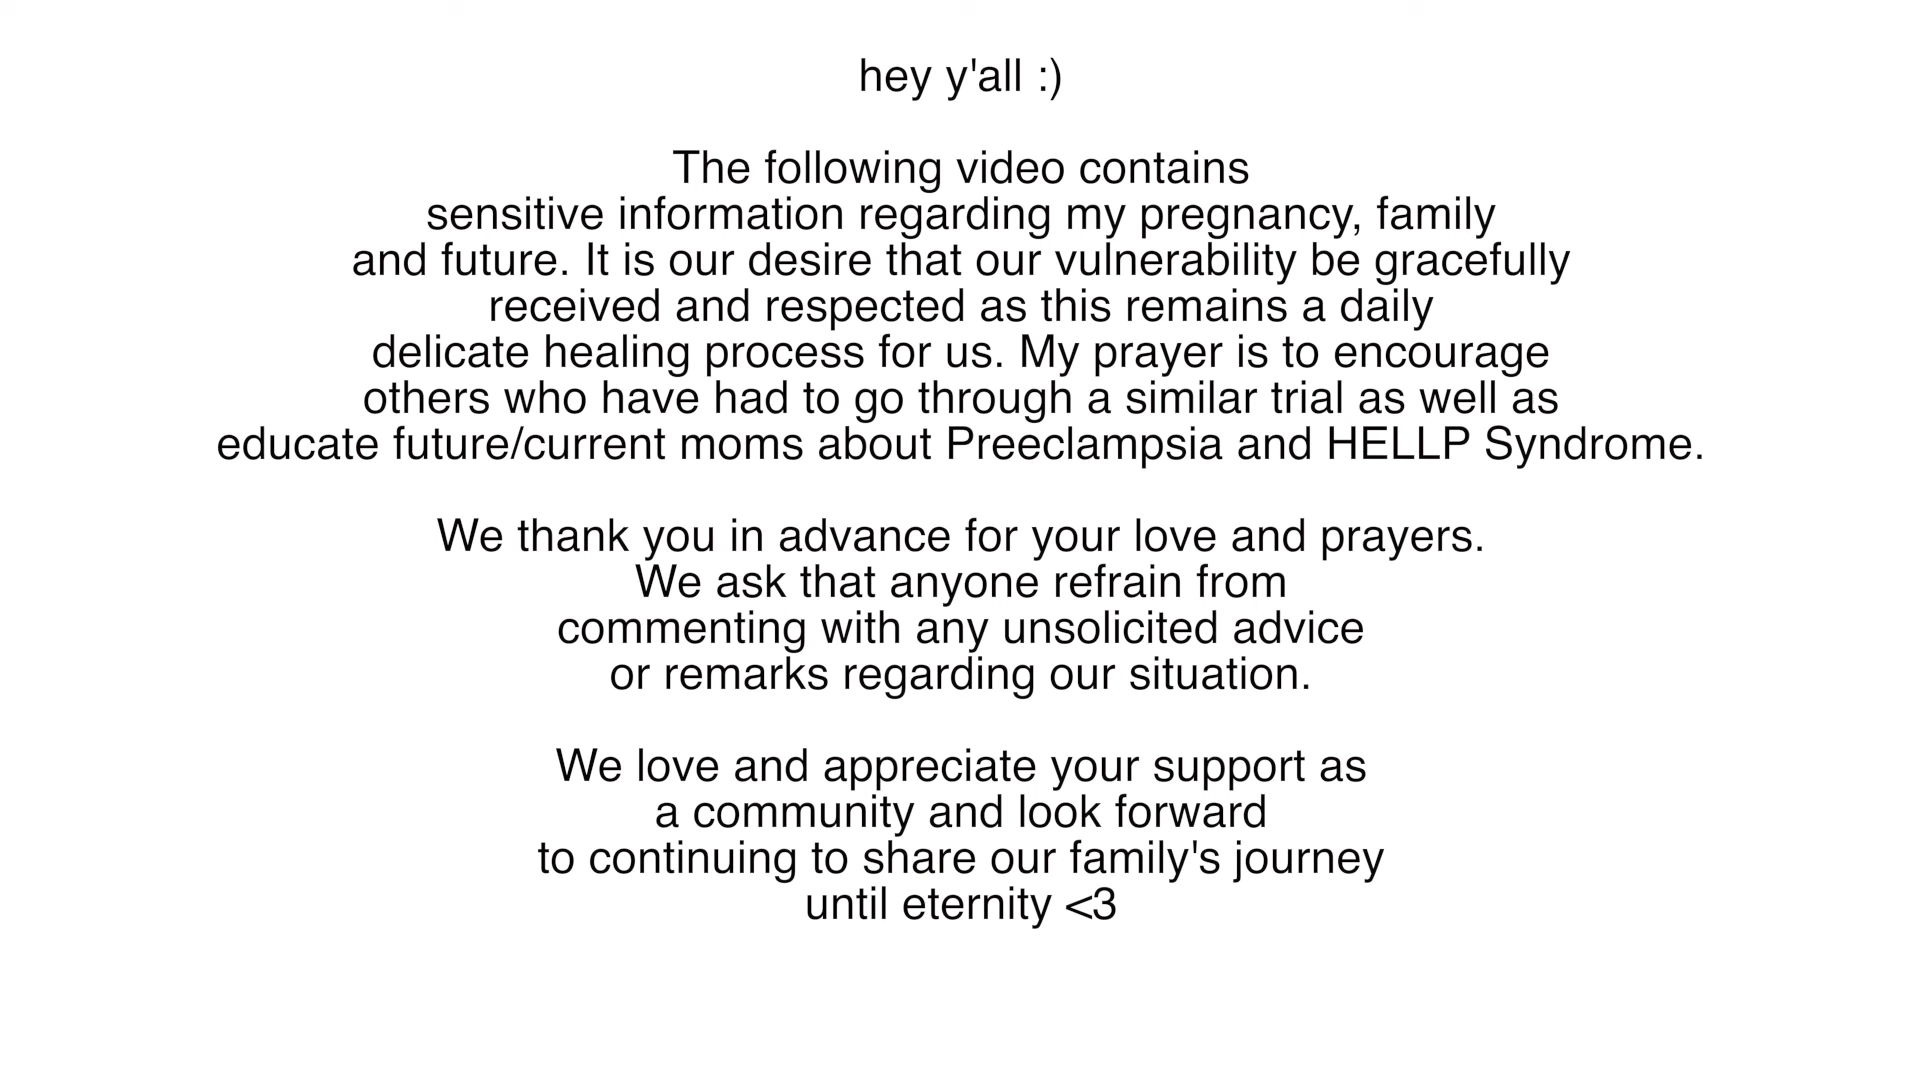 hey y'all :)
The following video contains
sensitive information regarding my pregnancy, family
and future. It is our desire that our vulnerability be gracefully
received and respected as this remains a daily
delicate healing process for us. My prayer is to encourage
others who have had to go through a similar trial as well as
educate future/current moms about Preeclampsia and HELLP Syndrome.
We thank you in advance for your love and prayers.
We ask that anyone refrain from
commenting with any unsolicited advice
or remarks regarding our situation.
We love and appreciate your support as
a community and look forward
to continuing to share our family's journey
until eternity <3